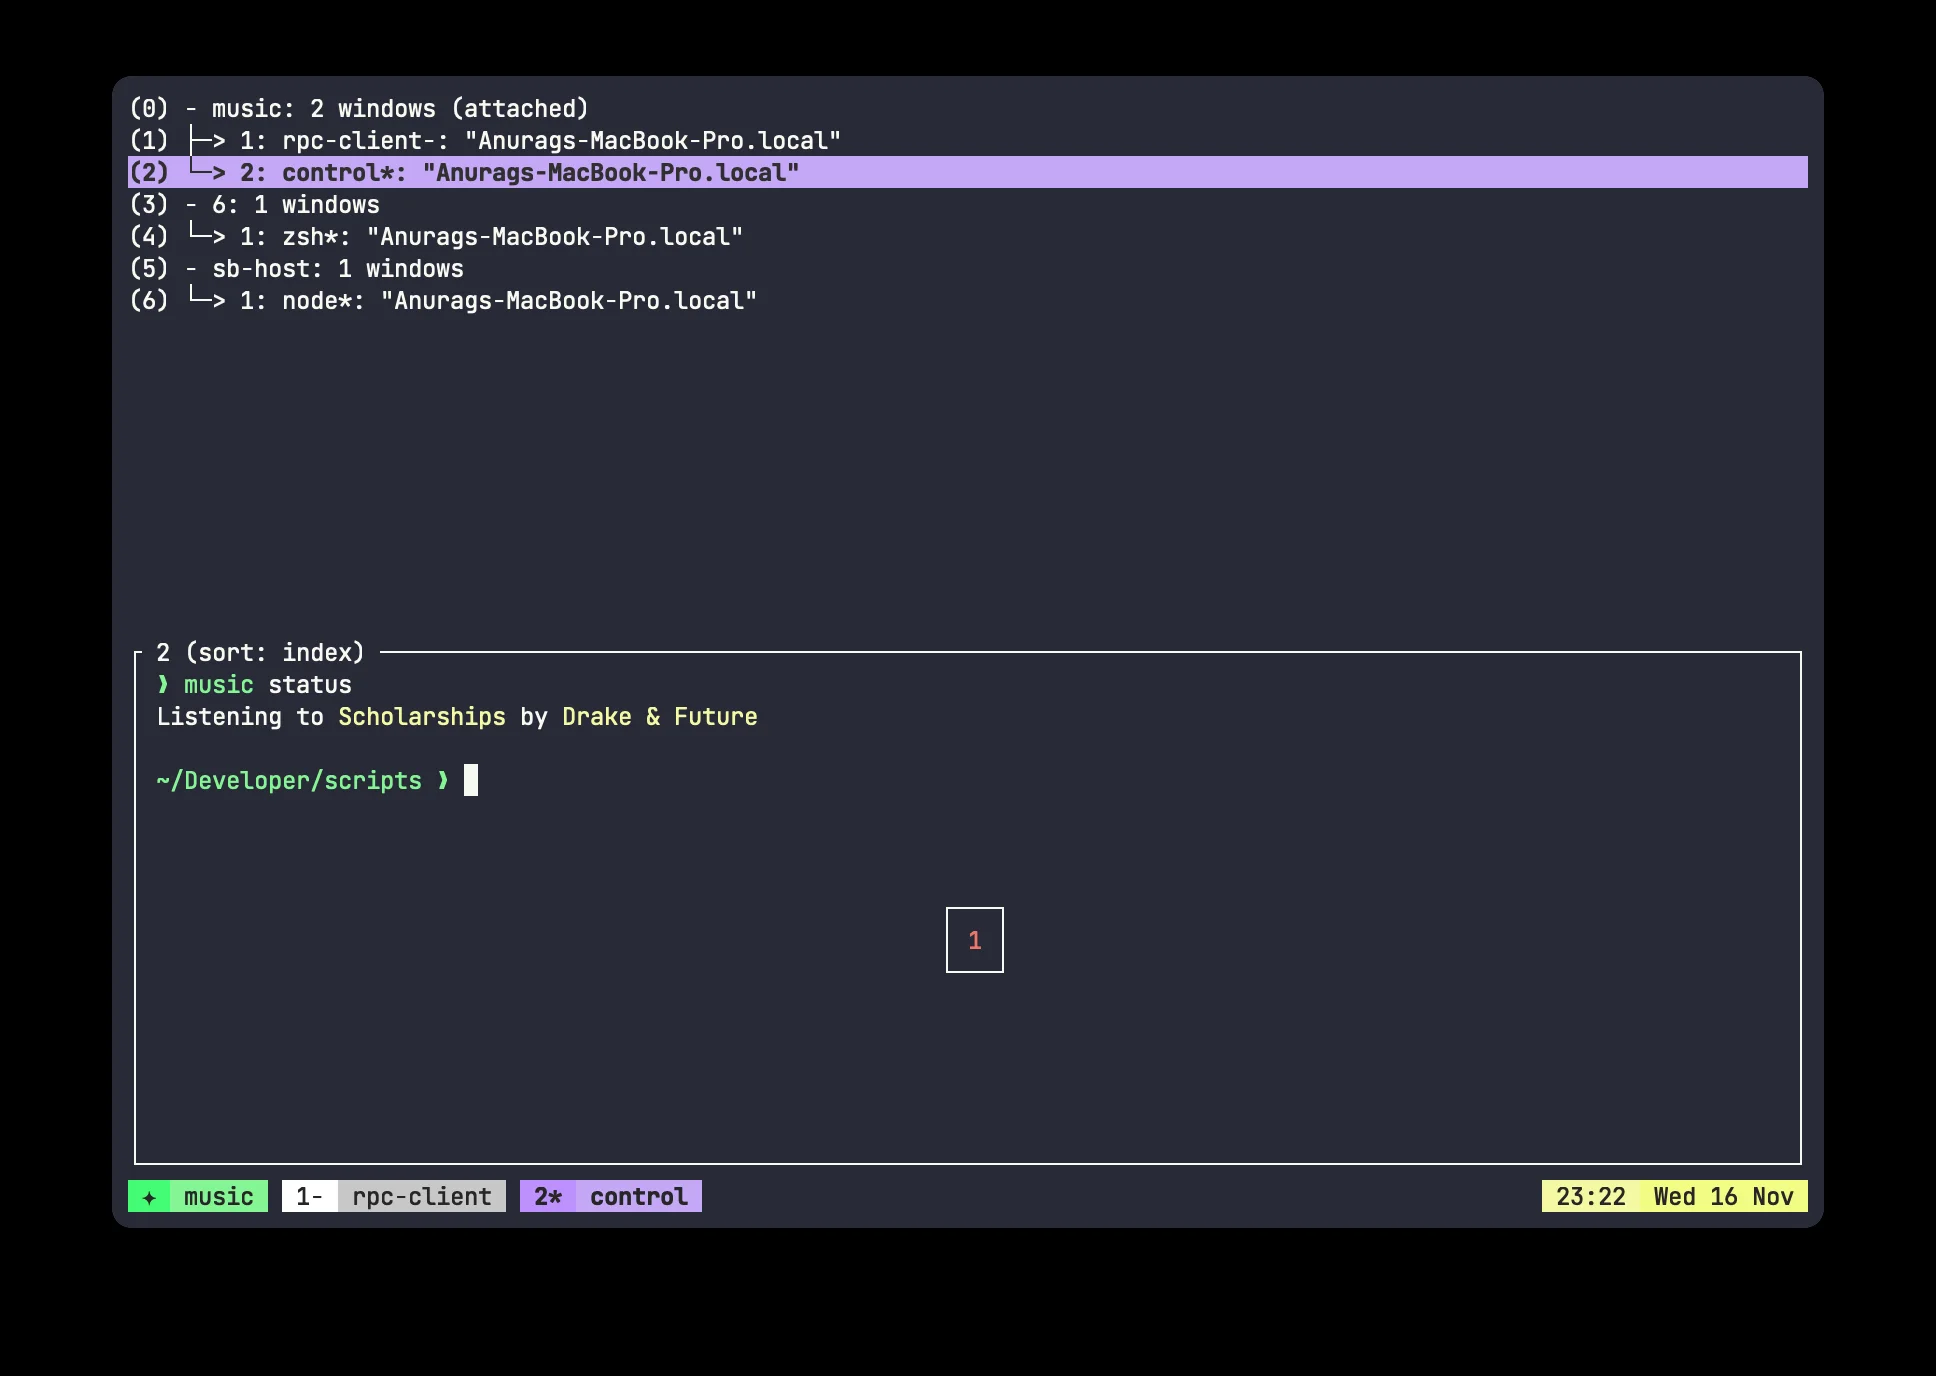 (0) - music: 2 windows (attached)
(1) ├─> 1: rpc-client-: "Anurags-MacBook-Pro.local"
(2) └─> 2: control*: "Anurags-MacBook-Pro.local"
(3) - 6: 1 windows
(4) └─> 1: zsh*: "Anurags-MacBook-Pro.local"
(5) - sb-host: 1 windows
(6) └─> 1: node*: "Anurags-MacBook-Pro.local"
2 (sort: index)
❯ music status
Listening to Scholarships by Drake & Future
~/Developer/scripts ❯
1
✦ music 1- rpc-client 2* control 23:22 Wed 16 Nov